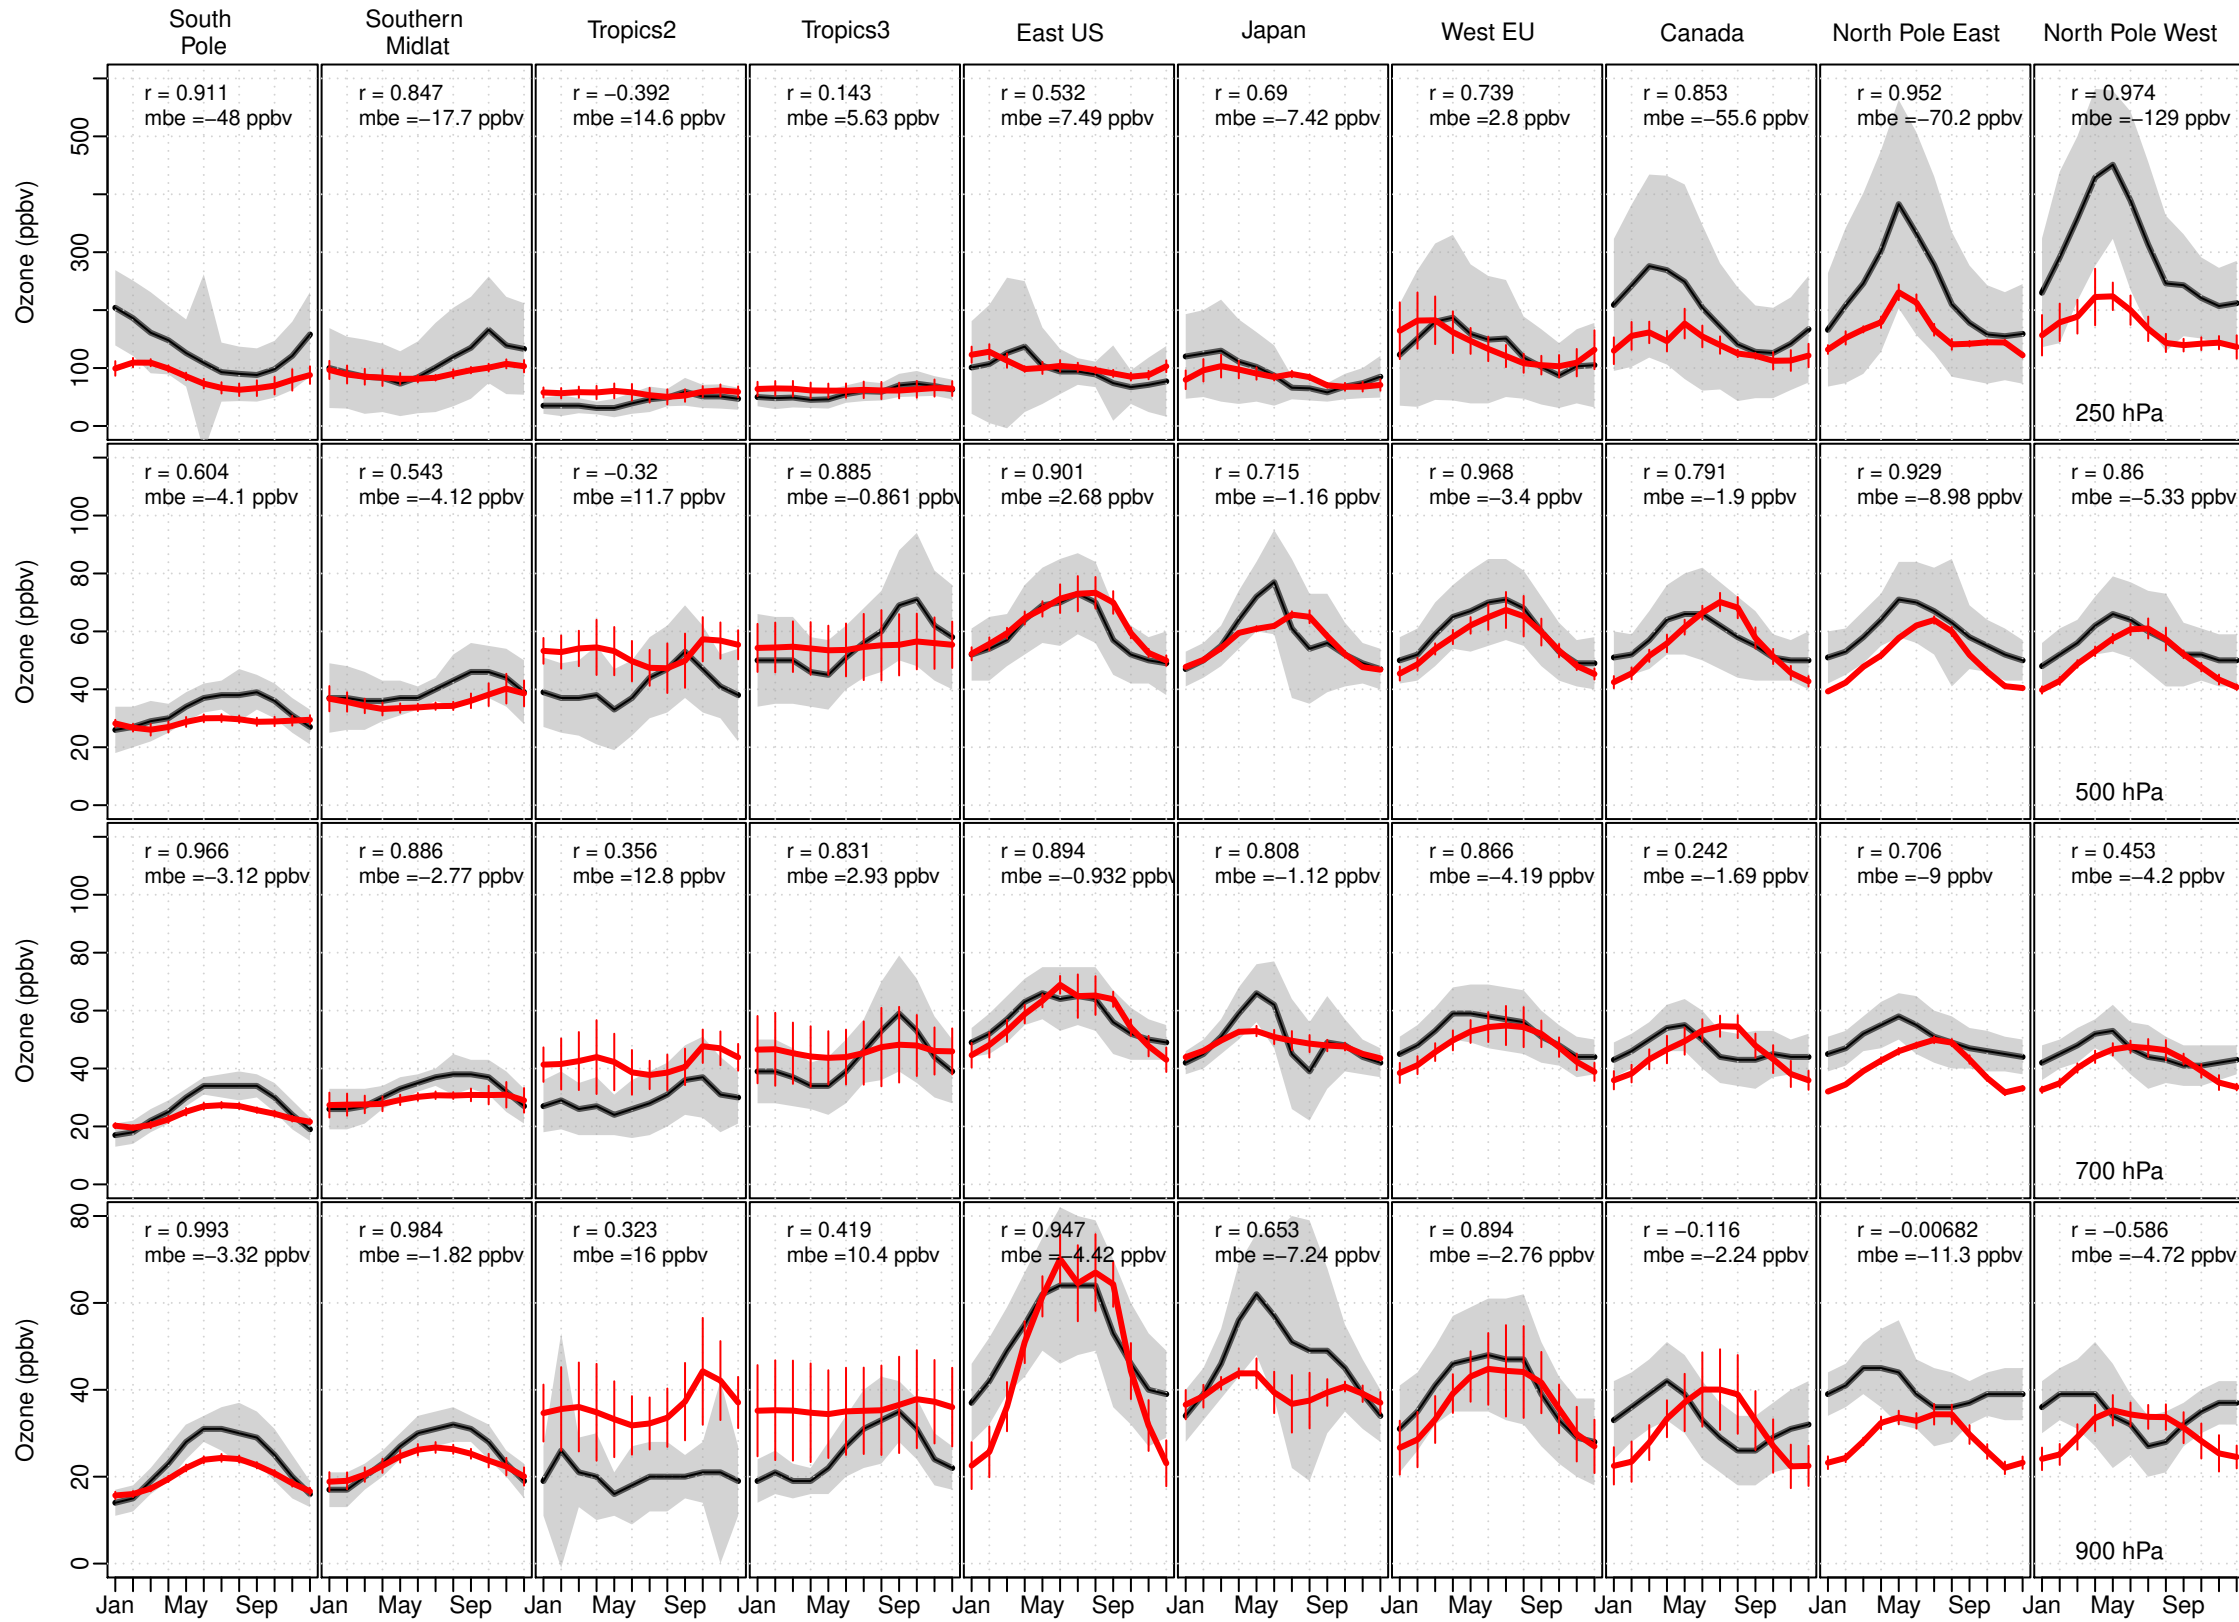 South Pole
Southern Midlat
Tropics2
Tropics3
East US
Japan
West EU
Canada
North Pole East
North Pole West
Ozone (ppbv)
0
100
300
500
r = 0.911
mbe =−48 ppbv
r = 0.847
mbe =−17.7 ppbv
r = −0.392
mbe =14.6 ppbv
r = 0.143
mbe =5.63 ppbv
r = 0.532
mbe =7.49 ppbv
r = 0.69
mbe =−7.42 ppbv
r = 0.739
mbe =2.8 ppbv
r = 0.853
mbe =−55.6 ppbv
r = 0.952
mbe =−70.2 ppbv
r = 0.974
mbe =−129 ppbv
250 hPa
Ozone (ppbv)
0
20
40
60
80
100
r = 0.604
mbe =−4.1 ppbv
r = 0.543
mbe =−4.12 ppbv
r = −0.32
mbe =11.7 ppbv
r = 0.885
mbe =−0.861 ppbv
r = 0.901
mbe =2.68 ppbv
r = 0.715
mbe =−1.16 ppbv
r = 0.968
mbe =−3.4 ppbv
r = 0.791
mbe =−1.9 ppbv
r = 0.929
mbe =−8.98 ppbv
r = 0.86
mbe =−5.33 ppbv
500 hPa
Ozone (ppbv)
0
20
40
60
80
100
r = 0.966
mbe =−3.12 ppbv
r = 0.886
mbe =−2.77 ppbv
r = 0.356
mbe =12.8 ppbv
r = 0.831
mbe =2.93 ppbv
r = 0.894
mbe =−0.932 ppbv
r = 0.808
mbe =−1.12 ppbv
r = 0.866
mbe =−4.19 ppbv
r = 0.242
mbe =−1.69 ppbv
r = 0.706
mbe =−9 ppbv
r = 0.453
mbe =−4.2 ppbv
700 hPa
Ozone (ppbv)
0
20
40
60
80
r = 0.993
mbe =−3.32 ppbv
r = 0.984
mbe =−1.82 ppbv
r = 0.323
mbe =16 ppbv
r = 0.419
mbe =10.4 ppbv
r = 0.947
mbe =−4.42 ppbv
r = 0.653
mbe =−7.24 ppbv
r = 0.894
mbe =−2.76 ppbv
r = −0.116
mbe =−2.24 ppbv
r = −0.00682
mbe =−11.3 ppbv
r = −0.586
mbe =−4.72 ppbv
900 hPa
Jan May Sep Jan May Sep Jan May Sep Jan May Sep Jan May Sep Jan May Sep Jan May Sep Jan May Sep Jan May Sep Jan May Sep